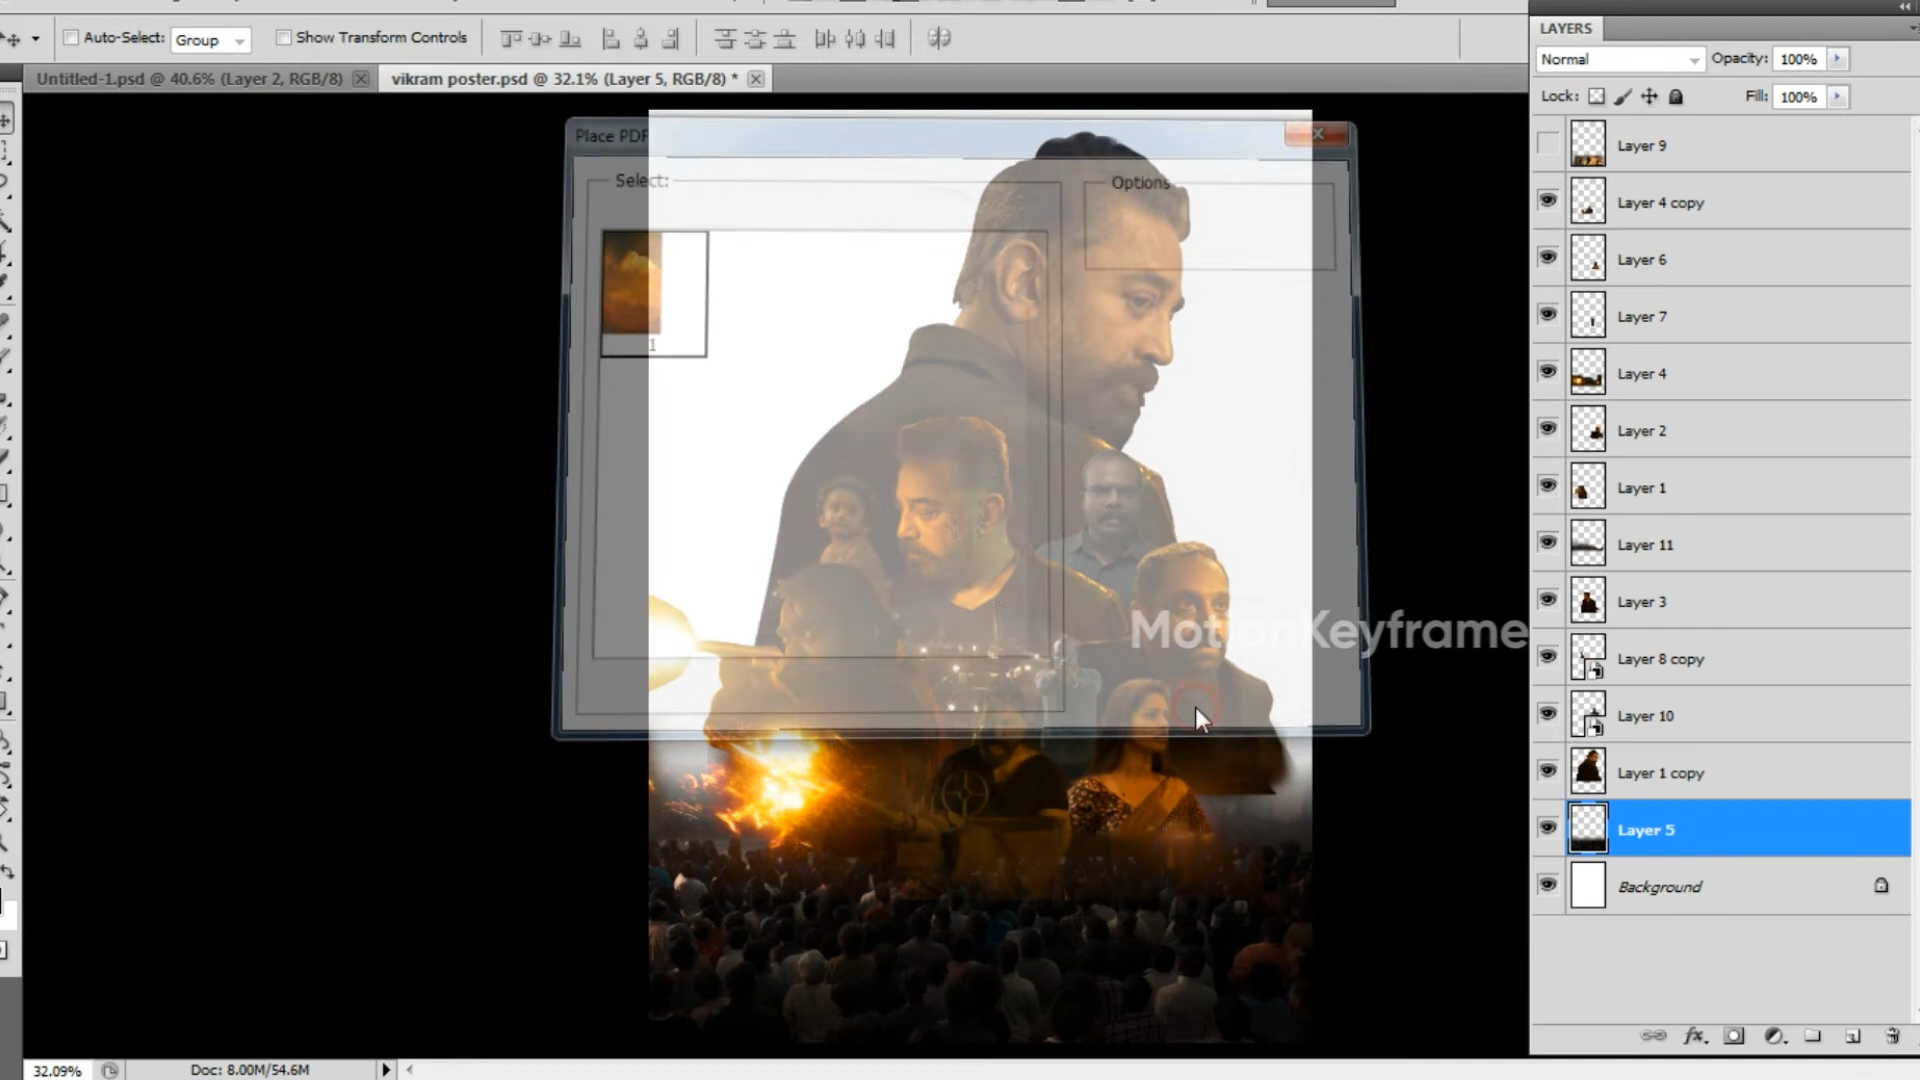 Auto-Select:
Group
Show Transform Controls
Untitled-1.psd @ 40.6% (Layer 2, RGB/8)
vikram poster.psd @ 32.1% (Layer 5, RGB/8) *
Place PDF
Select:
Options
1
MotionKeyframe
LAYERS
Normal
Opacity: 100%
Lock:
Fill: 100%
Layer 9
Layer 4 copy
Layer 6
Layer 7
Layer 4
Layer 2
Layer 1
Layer 11
Layer 3
Layer 8 copy
Layer 10
Layer 1 copy
Layer 5
Background
fx.
32.09%
Doc: 8.00M/54.6M